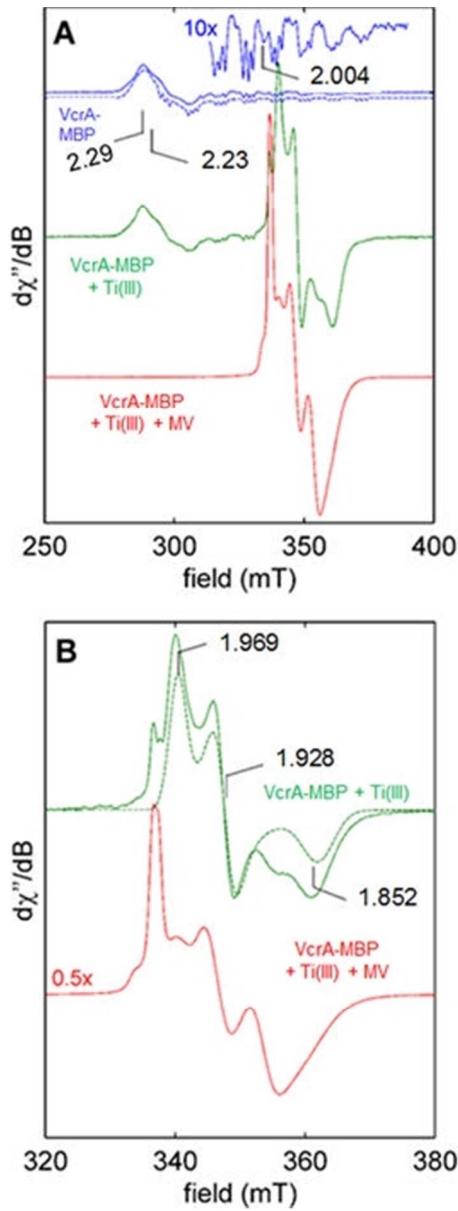 A
10x
2.004
VcrA-
MBP
2.29
2.23
VcrA-MBP
+ Ti(III)
VcrA-MBP
+ Ti(III) + MV
dχ"/dB
250
300
350
400
field (mT)
B
1.969
1.928
VcrA-MBP + Ti(III)
1.852
VcrA-MBP
+ Ti(III) + MV
0.5x
dχ"/dB
320
340
360
380
field (mT)